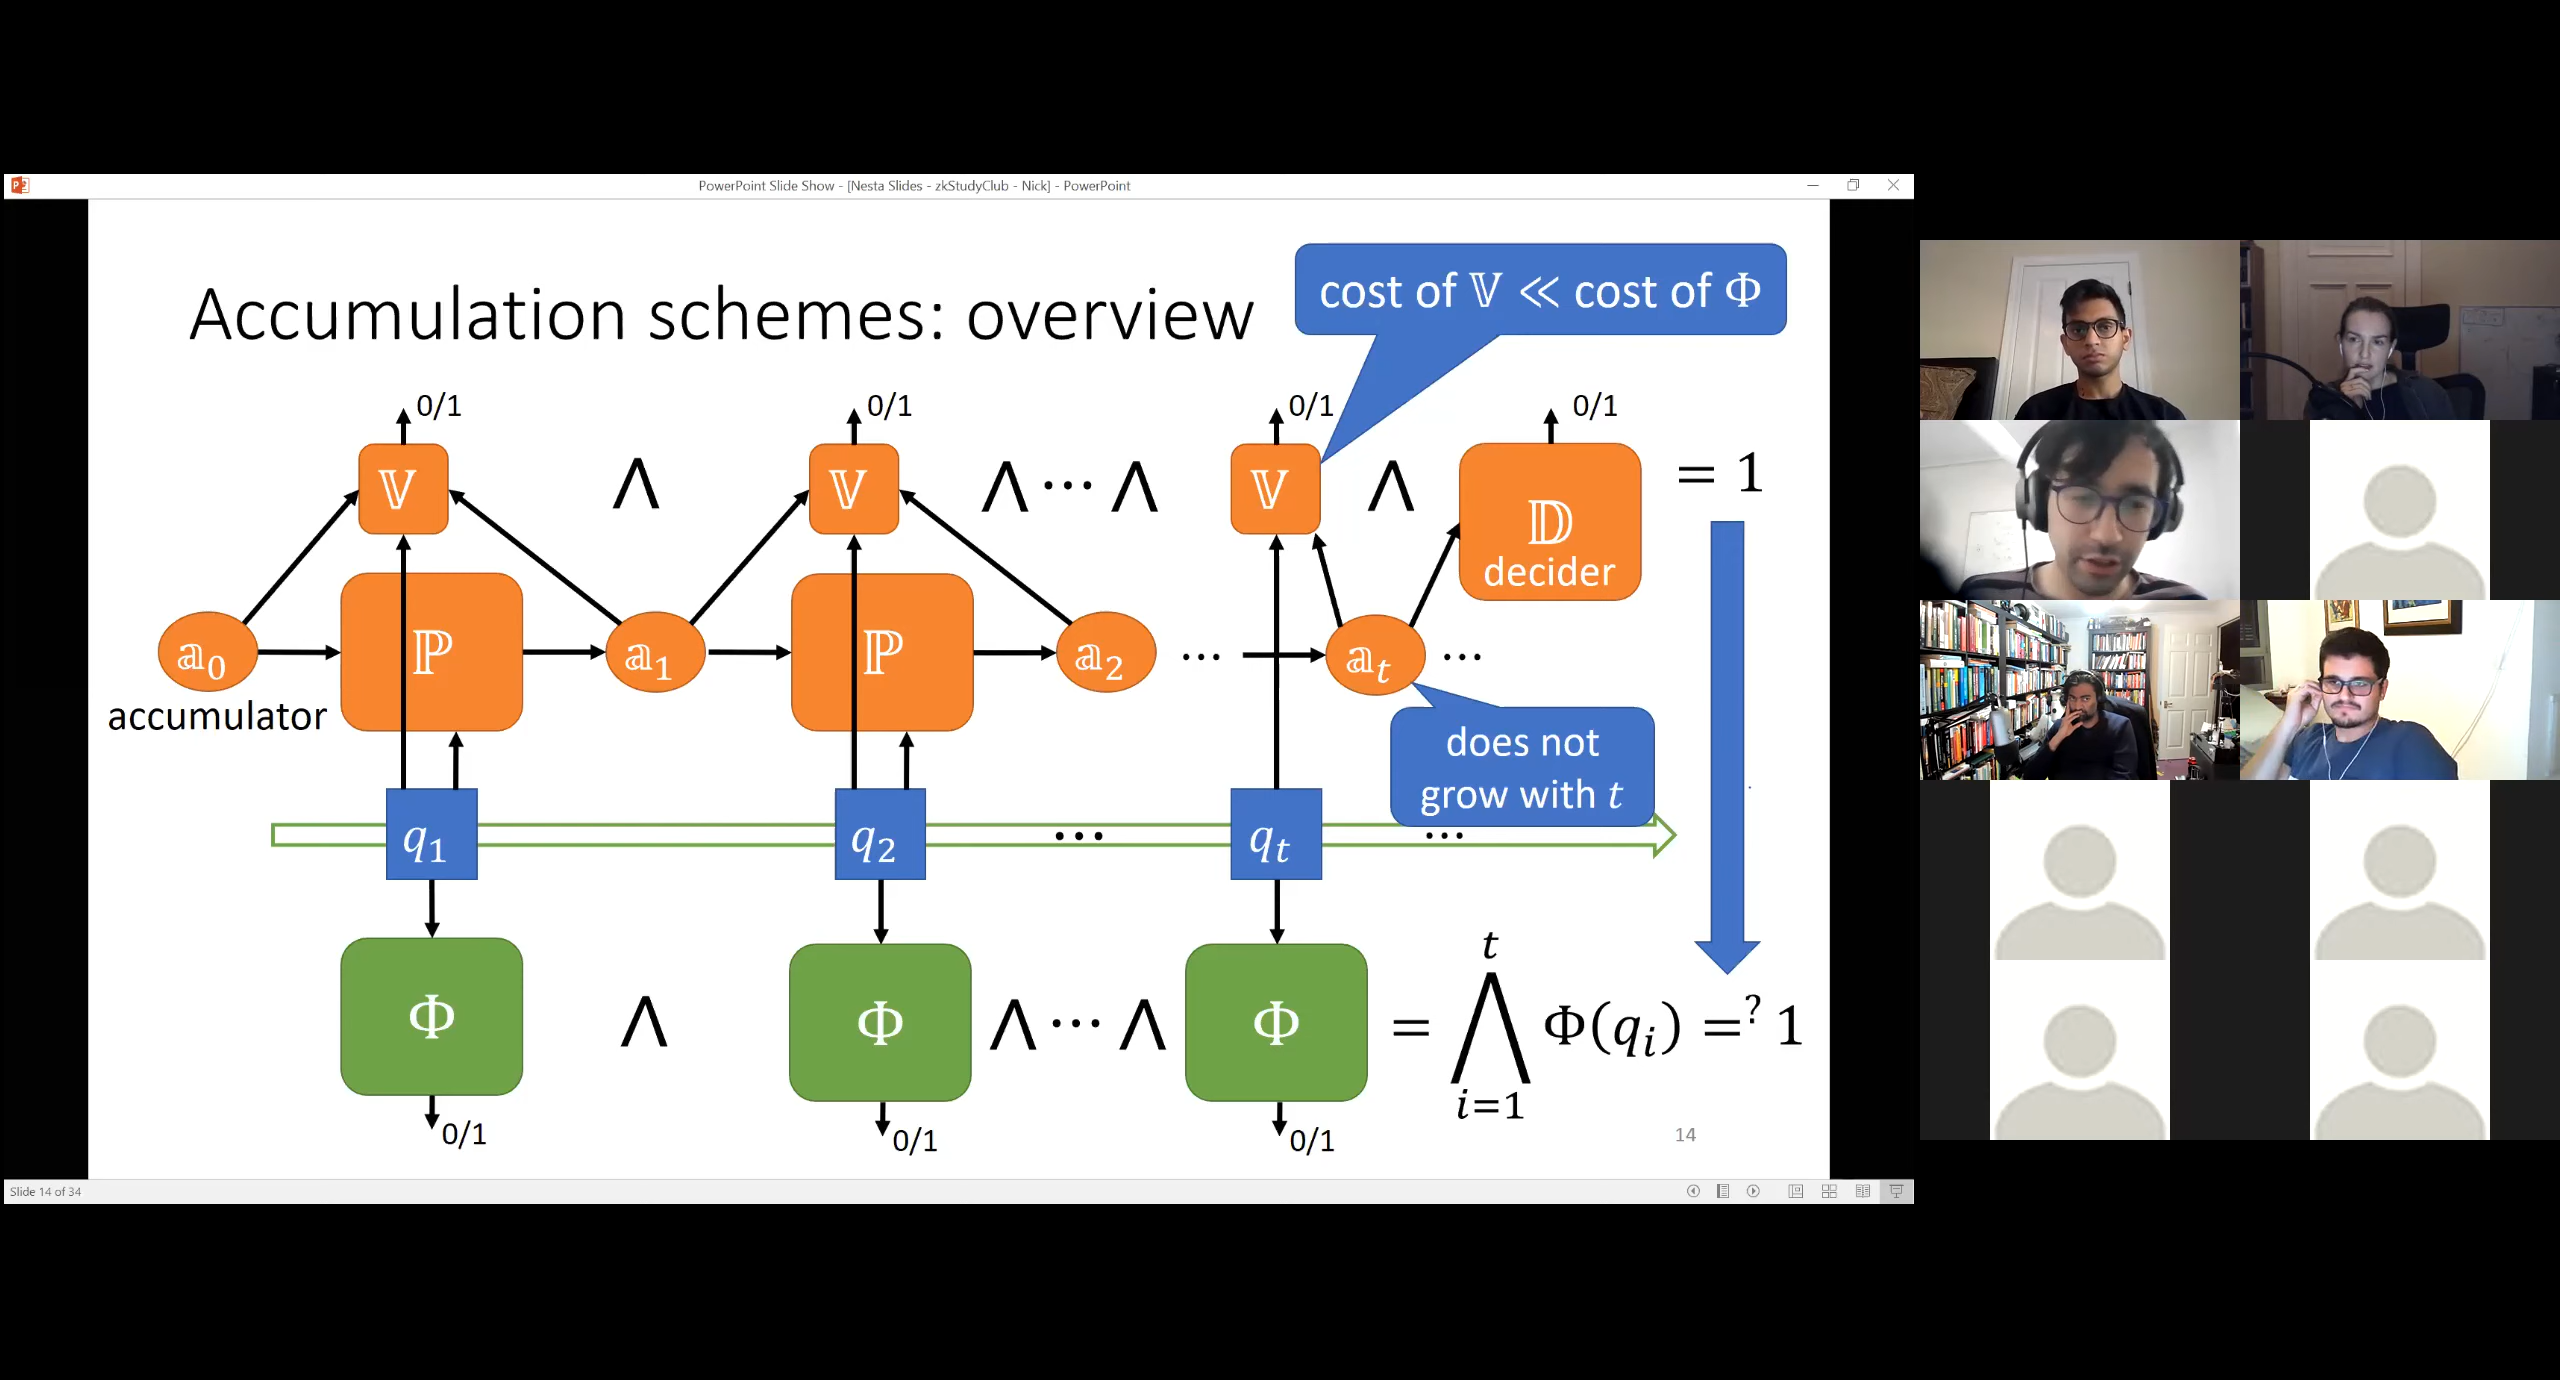 PowerPoint Slide Show - [Nesta Slides - zkStudyClub - Nick] - PowerPoint
cost of 𝕍 ≪ cost of Φ
Accumulation schemes: overview
0/1
0/1
0/1
0/1
𝕍
∧
𝕍
∧ ⋯ ∧
𝕍
∧
𝔻
decider
= 1
𝕒0
accumulator
ℙ
𝕒1
ℙ
𝕒2
...
𝕒t
...
does not
grow with t
q1
q2
...
qt
...
Φ
∧
Φ
∧ ⋯ ∧
Φ
= ⋀ᵗᵢ₌₁ Φ(qi) =? 1
0/1
0/1
0/1
14
Slide 14 of 34